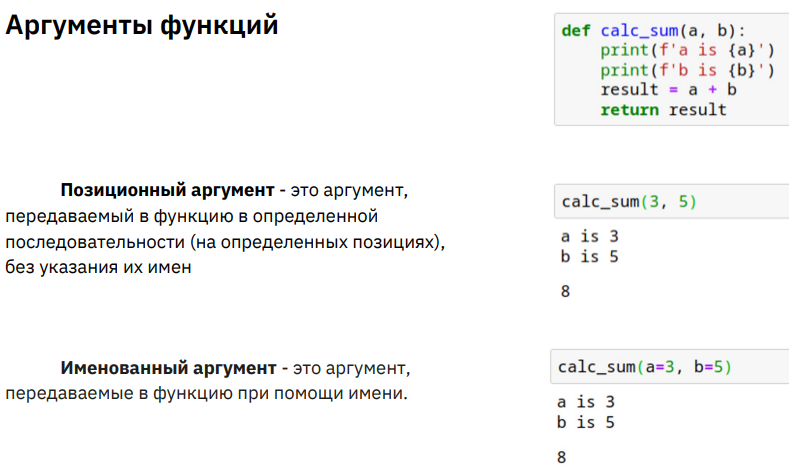 Аргументы функций
def calc_sum(a, b):
    print(f'a is {a}')
    print(f'b is {b}')
    result = a + b
    return result
Позиционный аргумент - это аргумент,
передаваемый в функцию в определенной
последовательности (на определенных позициях),
без указания их имен
calc_sum(3, 5)
a is 3
b is 5
8
Именованный аргумент - это аргумент,
передаваемые в функцию при помощи имени.
calc_sum(a=3, b=5)
a is 3
b is 5
8